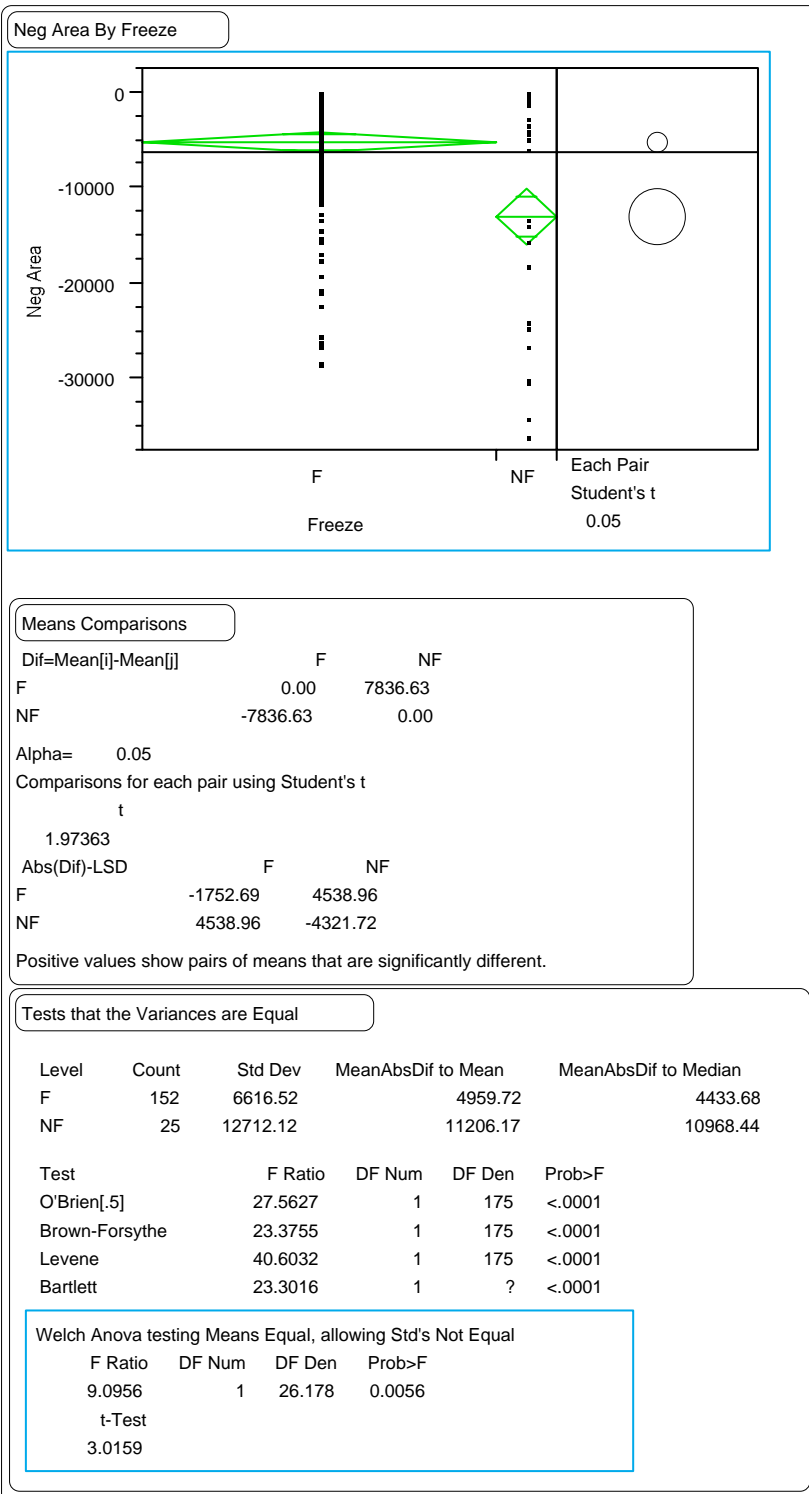 Neg Area By Freeze
0
-10000
-20000
-30000
Neg Area
F
NF
Freeze
Each Pair
Student's t
0.05
Means Comparisons
Dif=Mean[i]-Mean[j] F NF
F 0.00 7836.63
NF -7836.63 0.00
Alpha= 0.05
Comparisons for each pair using Student's t
t
1.97363
Abs(Dif)-LSD F NF
F -1752.69 4538.96
NF 4538.96 -4321.72
Positive values show pairs of means that are significantly different.
Tests that the Variances are Equal
Level Count Std Dev MeanAbsDif to Mean MeanAbsDif to Median
F 152 6616.52 4959.72 4433.68
NF 25 12712.12 11206.17 10968.44
Test F Ratio DF Num DF Den Prob>F
O'Brien[.5] 27.5627 1 175 <.0001
Brown-Forsythe 23.3755 1 175 <.0001
Levene 40.6032 1 175 <.0001
Bartlett 23.3016 1 ? <.0001
Welch Anova testing Means Equal, allowing Std's Not Equal
F Ratio DF Num DF Den Prob>F
9.0956 1 26.178 0.0056
t-Test
3.0159